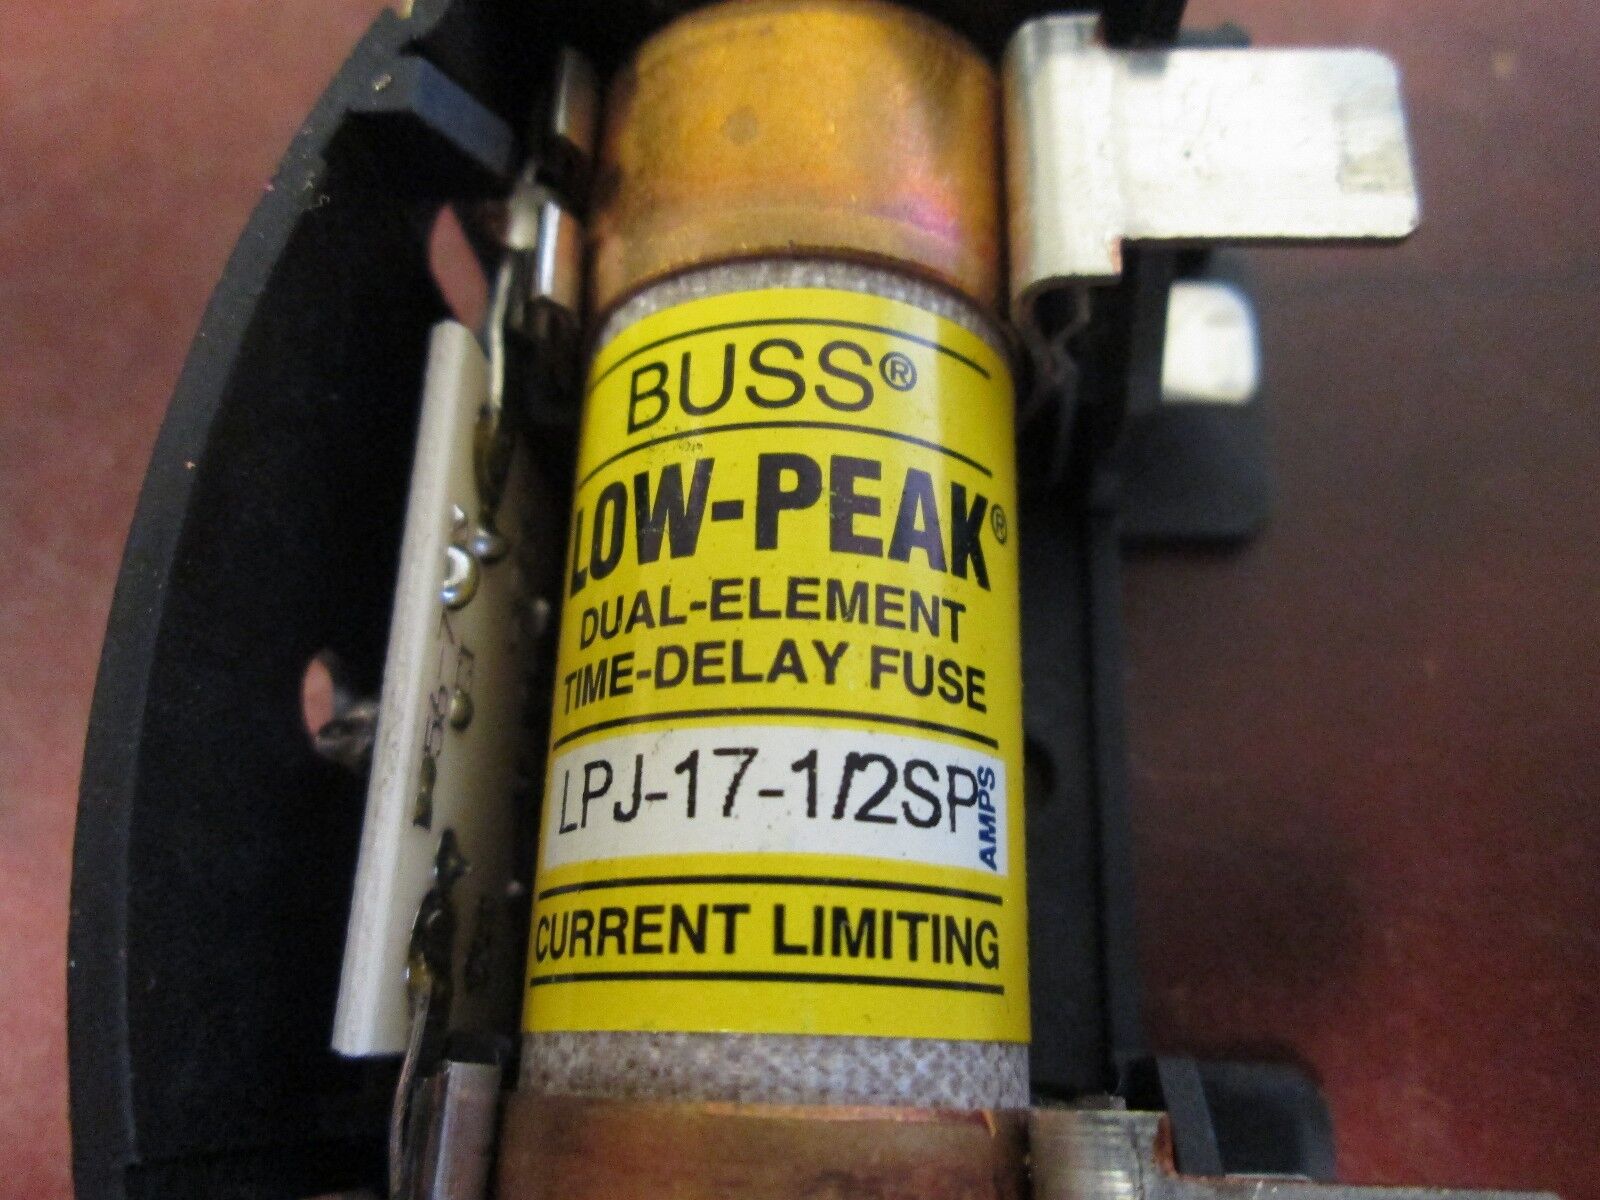 BUSS®
LOW-PEAK®
DUAL-ELEMENT
TIME-DELAY FUSE
LPJ-17-1/2SP AMPS
CURRENT LIMITING